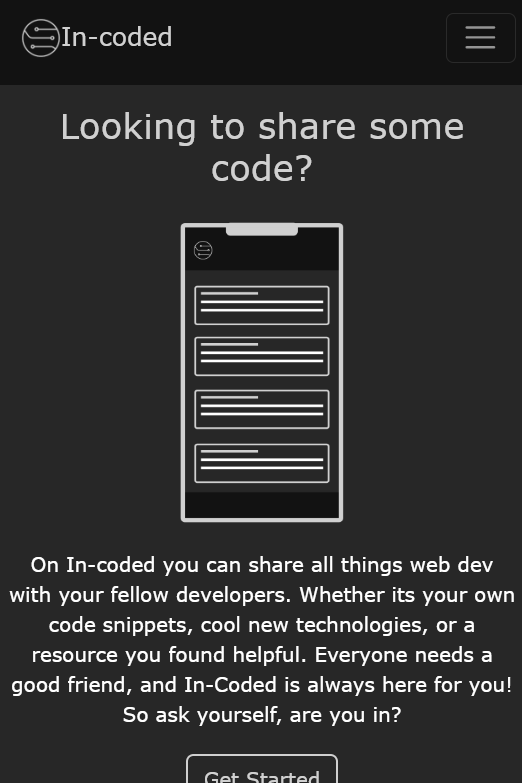 In-coded
Looking to share some
code?
On In-coded you can share all things web dev
with your fellow developers. Whether its your own
code snippets, cool new technologies, or a
resource you found helpful. Everyone needs a
good friend, and In-Coded is always here for you!
So ask yourself, are you in?
Get Started